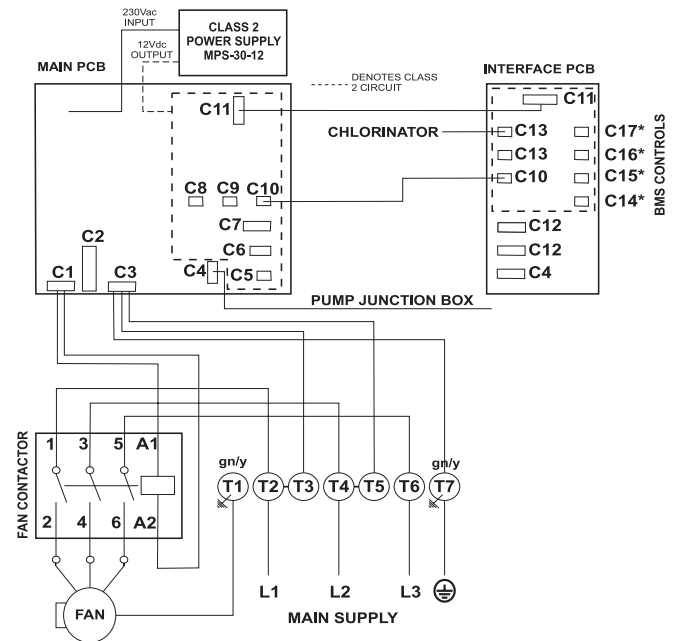 230Vac
INPUT
CLASS 2
POWER SUPPLY
MPS-30-12
12Vdc
OUTPUT
MAIN PCB
DENOTES CLASS
2 CIRCUIT
INTERFACE PCB
C11
C11
CHLORINATOR
C13
C17*
C13
C16*
C10
C15*
C14*
BMS CONTROLS
C8
C9
C10
C7
C6
C5
C4
C2
C1
C3
C12
C12
C4
PUMP JUNCTION BOX
FAN CONTACTOR
1
3
5
A1
2
4
6
A2
gn/y
gn/y
T1
T2
T3
T4
T5
T6
T7
L1
L2
L3
MAIN SUPPLY
FAN